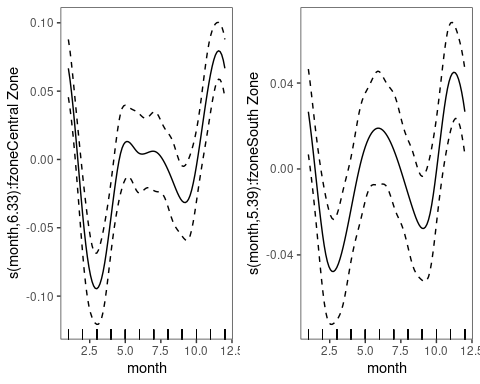 s(month,6.33):fzoneCentral Zone
0.10
0.05
0.00
-0.05
-0.10
2.5 5.0 7.5 10.0 12.5
month
s(month,5.39):fzoneSouth Zone
0.04
0.00
-0.04
2.5 5.0 7.5 10.0 12.5
month